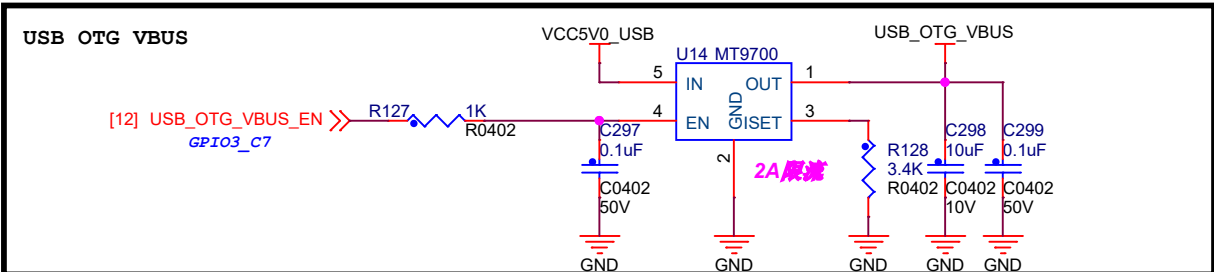 USB OTG VBUS
VCC5V0_USB
USB_OTG_VBUS
U14 MT9700
5
IN
OUT
1
[12] USB_OTG_VBUS_EN
GPIO3_C7
R127
1K
R0402
4
EN
GND
ISET
3
2
C297
0.1uF
C0402
50V
2A限流
R128
3.4K
R0402
C298
10uF
C0402
10V
C299
0.1uF
C0402
50V
GND
GND
GND
GND
GND